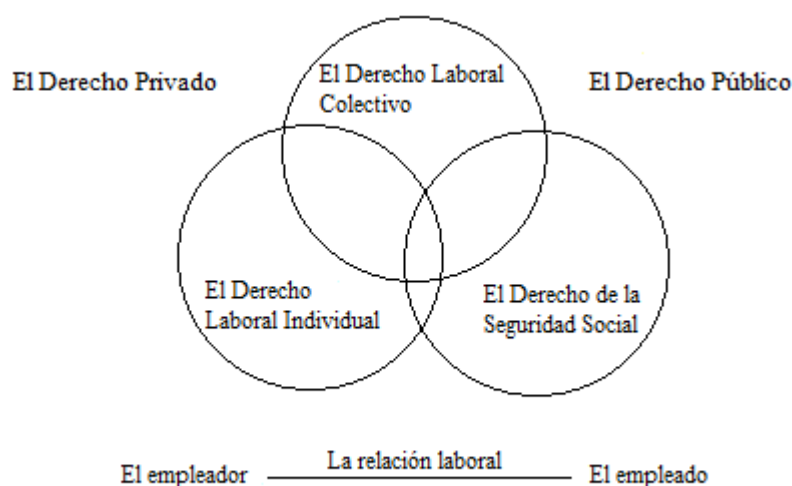 El Derecho Privado
El Derecho Laboral
Colectivo
El Derecho Público
El Derecho
Laboral Individual
El Derecho de la
Seguridad Social
La relación laboral
El empleador
El empleado